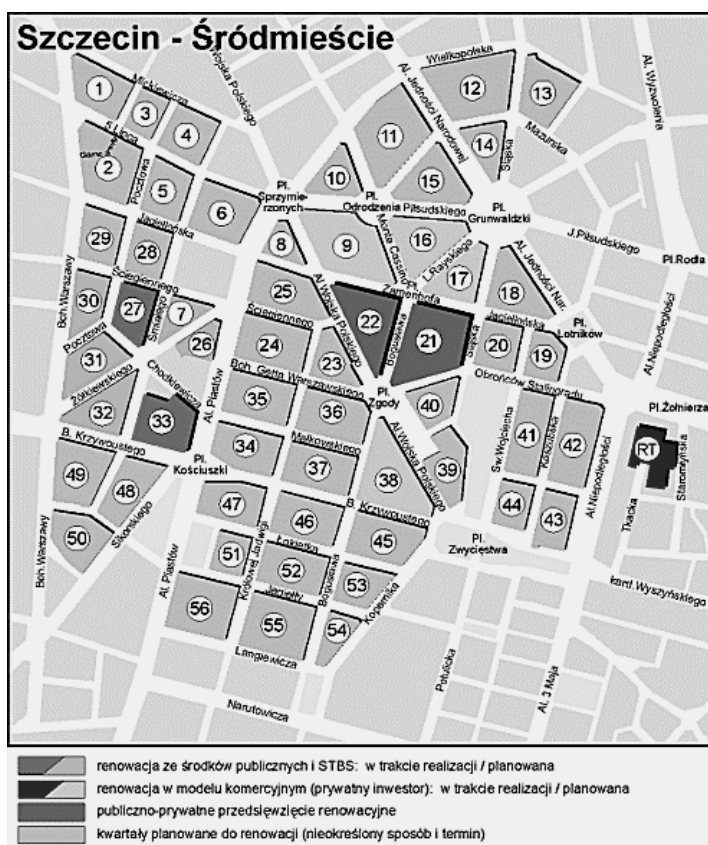 Szczecin - Śródmieście
Wojska Polskiego
Wielkopolska
Al. Wyzwolenia
Al. Jedności Narodowej
Mickiewicza
1
3
4
12
13
11
14
Mazurska
Śląska
5 Lipca
2
Pocztowa
5
6
10
15
Pl.
Sprzymie-
rzonych
Pl.
Odrodzenia
Piłsudskiego
Pl.
Grunwaldzki
J.Piłsudskiego
Pl.Rodła
Jagiellońska
29
28
8
9
Monte Cassino
16
Pl.
L.Rayskiego
17
Al. Jedności Nar.
18
Zamenhofa
Ściegiennego
Boh.Warszawy
30
27
Śmiałego
7
26
25
Ściegiennego
Al Wojska Polskiego
22
Bogusława
21
Śląska
Jagiellońska
20
19
Pl.
Lotników
Al.Niepodległości
Pocztowa
31
Żółkiewskiego
32
Chodkiewicza
33
Al. Piastów
24
23
Boh. Getta Warszawskiego
35
36
Pl.
Zgody
40
Obrońców Stalingradu
Pl.Żołnierza
RT
Staromłyńska
Tkacka
B. Krzywoustego
49
48
Pl.
Kościuszki
34
Małkowskiego
37
38
Al.Wojska Polskiego
39
Św.Wojciecha
41
Kaszubska
42
Al.Niepodległości
44
43
50
Sikorskiego
Boh.Warszawy
47
46
B. Krzywoustego
45
Pl.
Zwycięstwa
Al. Piastów
51
Królowej Jadwigi
Łokietka
52
Bogusława
53
Kopernika
Jagiełły
56
55
54
Langiewicza
Narutowicza
Potulicka
Al. 3 Maja
kard.Wyszyńskiego
renowacja ze środków publicznych i STBS: w trakcie realizacji / planowana
renowacja w modelu komercyjnym (prywatny inwestor): w trakcie realizacji / planowana
publiczno-prywatne przedsięwzięcie renowacyjne
kwartały planowane do renowacji (nieokreślony sposób i termin)